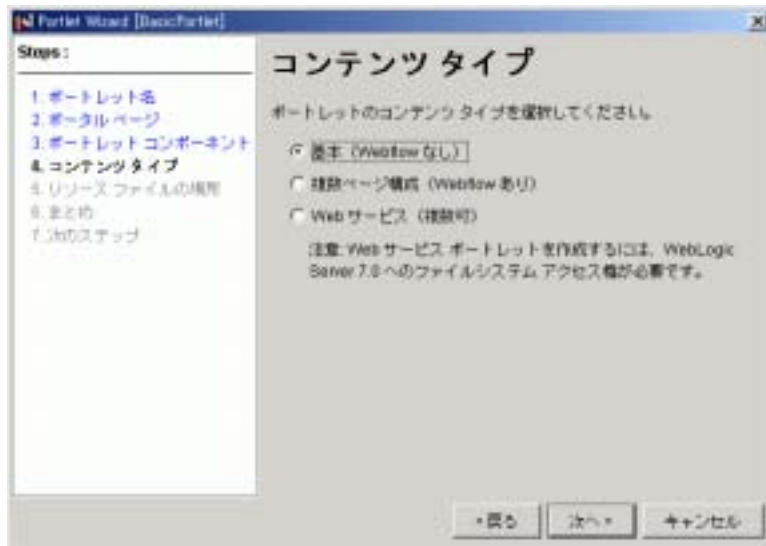 Portlet Wizard [BasicPortlet]
Steps :
1. ポートレット名
2. ポータル ページ
3. ポートレット コンポーネント
4. コンテンツ タイプ
5. リソース ファイルの場所
6. まとめ
7. 次のステップ
コンテンツ タイプ
ポートレットのコンテンツ タイプを選択してください。
基本（Webflow なし）
複数ページ構成（Webflow あり）
Web サービス（複数可）
注意: Web サービス ポートレットを作成するには、WebLogic
Server 7.0 へのファイルシステム アクセス権が必要です。
戻る
次へ
キャンセル